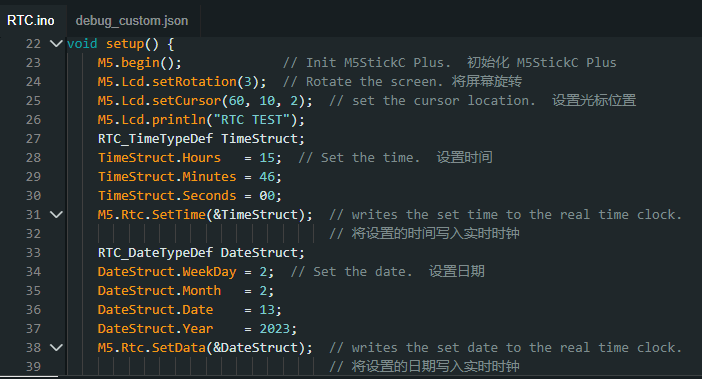 RTC.ino debug_custom.json
22 void setup() {
23 M5.begin(); // Init M5StickC Plus. 初始化 M5StickC Plus
24 M5.Lcd.setRotation(3); // Rotate the screen. 将屏幕旋转
25 M5.Lcd.setCursor(60, 10, 2); // set the cursor location. 设置光标位置
26 M5.Lcd.println("RTC TEST");
27 RTC_TimeTypeDef TimeStruct;
28 TimeStruct.Hours = 15; // Set the time. 设置时间
29 TimeStruct.Minutes = 46;
30 TimeStruct.Seconds = 00;
31 M5.Rtc.SetTime(&TimeStruct); // writes the set time to the real time clock.
32 // 将设置的时间写入实时时钟
33 RTC_DateTypeDef DateStruct;
34 DateStruct.WeekDay = 2; // Set the date. 设置日期
35 DateStruct.Month = 2;
36 DateStruct.Date = 13;
37 DateStruct.Year = 2023;
38 M5.Rtc.SetData(&DateStruct); // writes the set date to the real time clock.
39 // 将设置的日期写入实时时钟